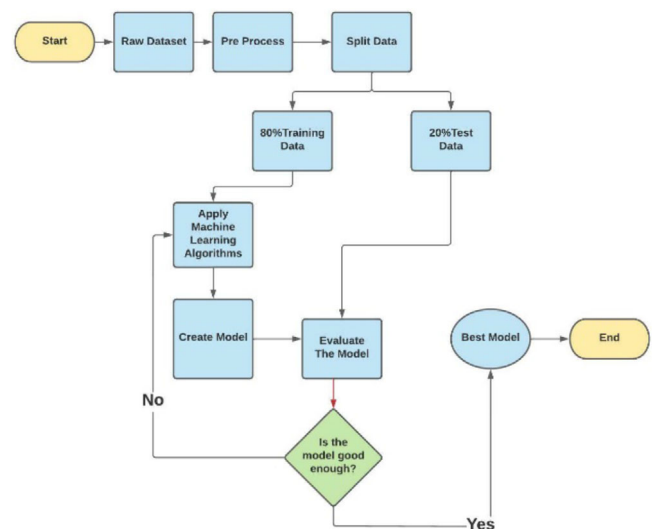 Start
Raw Dataset
Pre Process
Split Data
80%Training
Data
20%Test
Data
Apply
Machine
Learning
Algorithms
Create Model
Evaluate
The Model
Best Model
End
No
Is the
model good
enough?
Yes